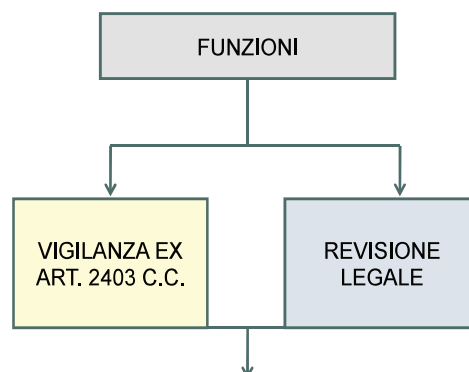 FUNZIONI
VIGILANZA EX
ART. 2403 C.C.
REVISIONE
LEGALE